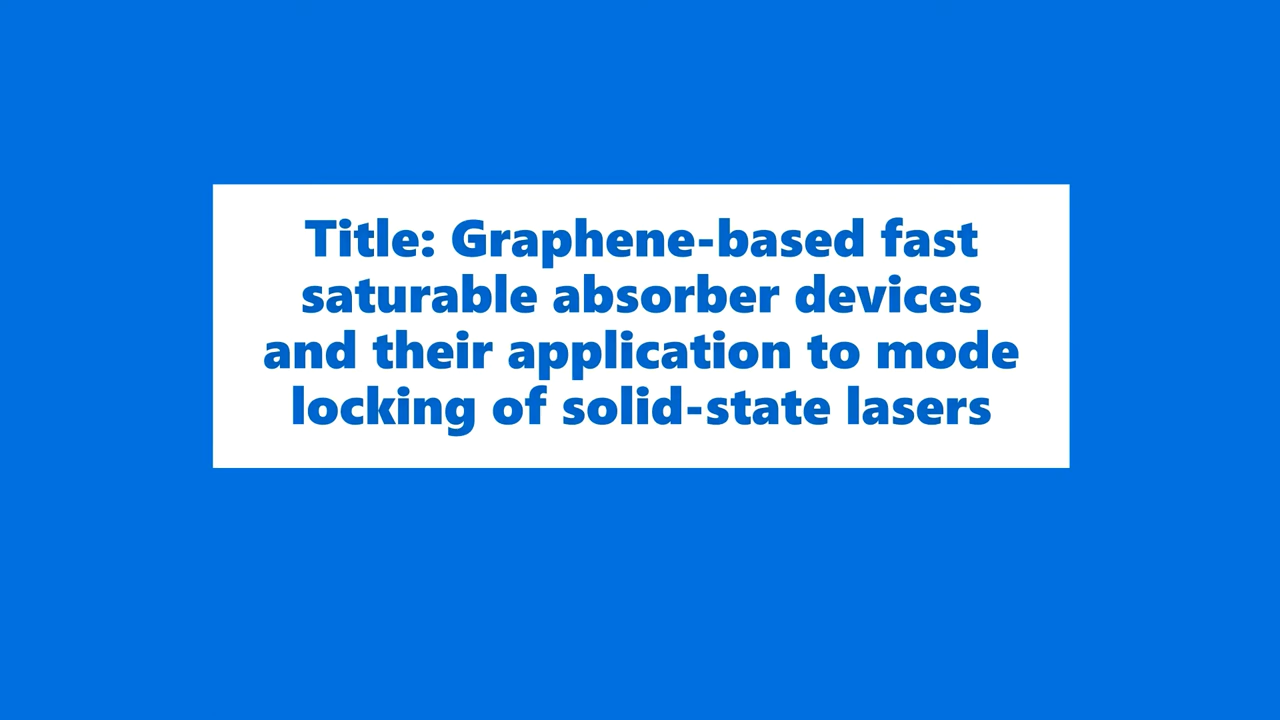 Title: Graphene-based fast
saturable absorber devices
and their application to mode
locking of solid-state lasers